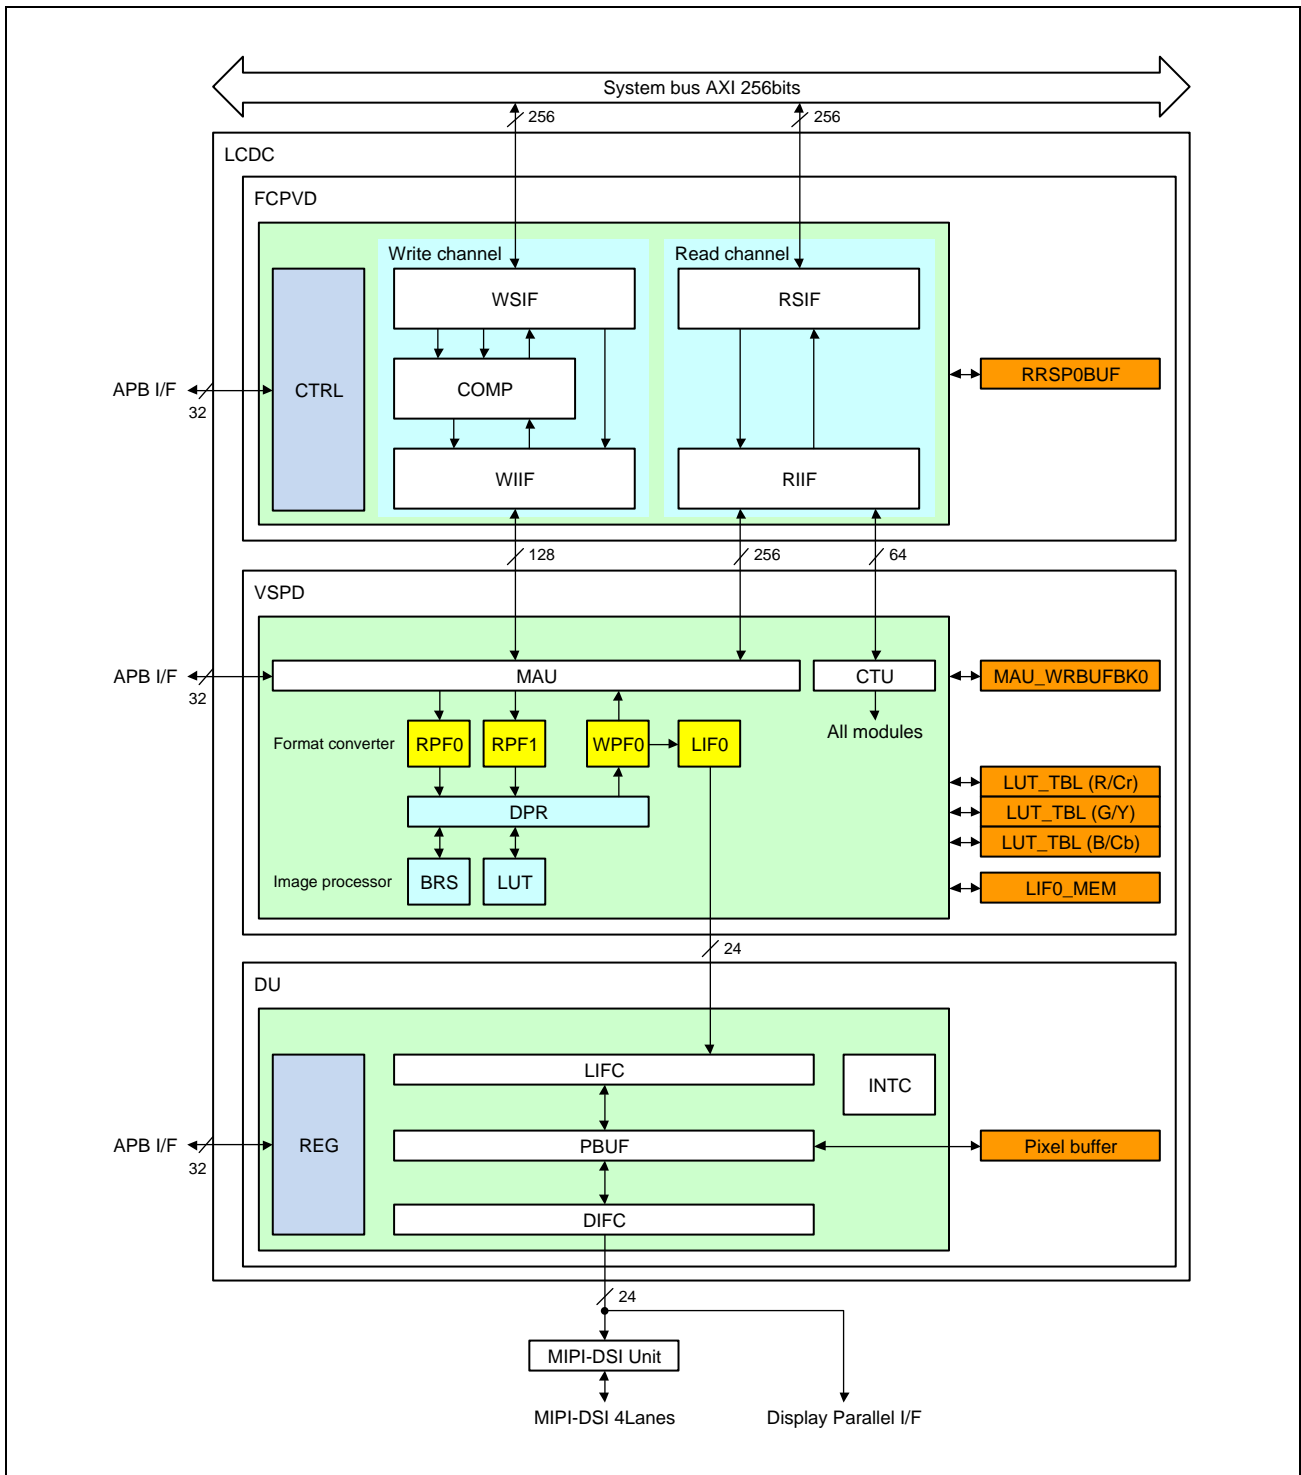 System bus AXI 256bits
256
256
LCDC
FCPVD
Write channel
Read channel
WSIF
RSIF
COMP
CTRL
APB I/F
32
RRSP0BUF
WIIF
RIIF
128
256
64
VSPD
MAU
CTU
APB I/F
32
MAU_WRBUFBK0
All modules
Format converter
RPF0
RPF1
WPF0
LIF0
LUT_TBL (R/Cr)
DPR
LUT_TBL (G/Y)
LUT_TBL (B/Cb)
Image processor
BRS
LUT
LIF0_MEM
24
DU
LIFC
INTC
APB I/F
32
REG
PBUF
Pixel buffer
DIFC
24
MIPI-DSI Unit
MIPI-DSI 4Lanes
Display Parallel I/F